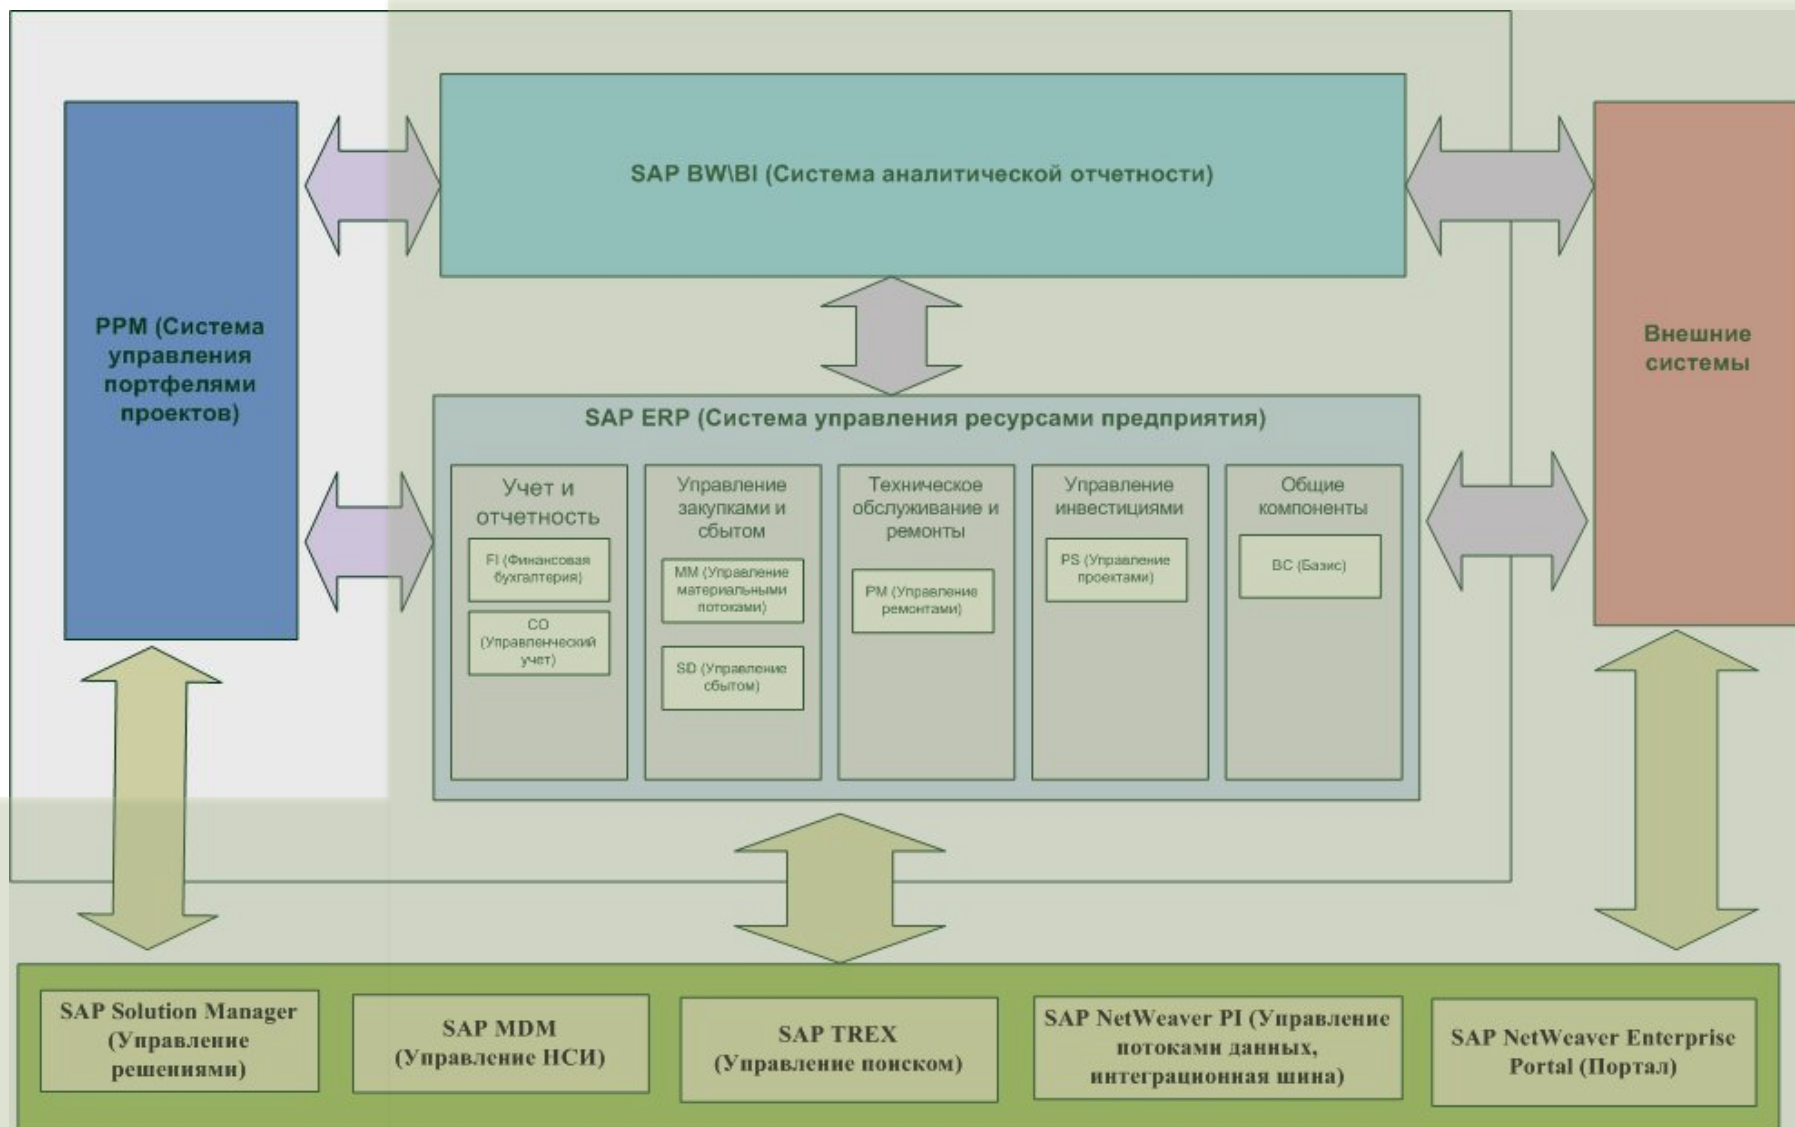 SAP BW\BI (Система аналитической отчетности)
PPM (Система
управления
портфелями
проектов)
Внешние
системы
SAP ERP (Система управления ресурсами предприятия)
Учет и
отчетность
FI (Финансовая
бухгалтерия)
CO
(Управленческий
учет)
Управление
закупками и
сбытом
MM (Управление
материальными
потоками)
SD (Управление
сбытом)
Техническое
обслуживание и
ремонты
PM (Управление
ремонтами)
Управление
инвестициями
PS (Управление
проектами)
Общие
компоненты
BC (Базис)
SAP Solution Manager
(Управление
решениями)
SAP MDM
(Управление НСИ)
SAP TREX
(Управление поиском)
SAP NetWeaver PI (Управление
потоками данных,
интеграционная шина)
SAP NetWeaver Enterprise
Portal (Портал)